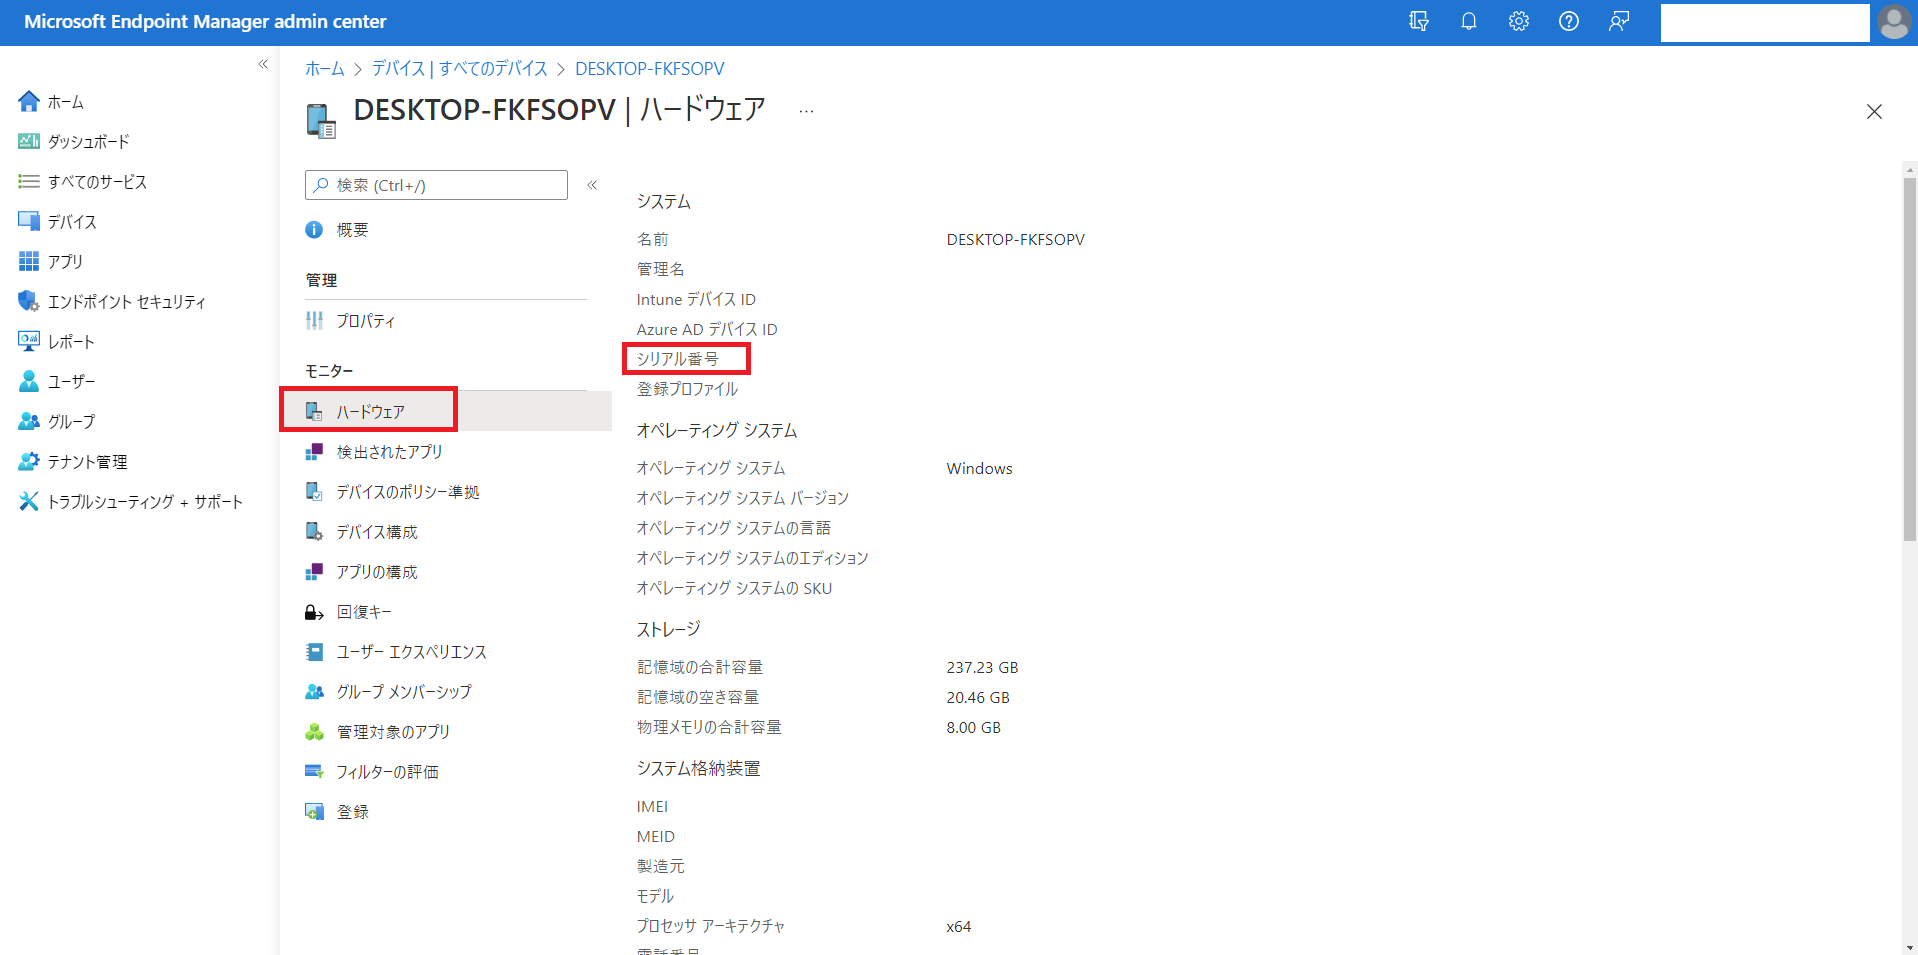 Microsoft Endpoint Manager admin center
ホーム
ダッシュボード
すべてのサービス
デバイス
アプリ
エンドポイント セキュリティ
レポート
ユーザー
グループ
テナント管理
トラブルシューティング + サポート
ホーム > デバイス | すべてのデバイス > DESKTOP-FKFSOPV
DESKTOP-FKFSOPV | ハードウェア ...
検索 (Ctrl+/)
概要
管理
プロパティ
モニター
ハードウェア
検出されたアプリ
デバイスのポリシー準拠
デバイス構成
アプリの構成
回復キー
ユーザー エクスペリエンス
グループ メンバーシップ
管理対象のアプリ
フィルターの評価
登録
システム
名前 DESKTOP-FKFSOPV
管理名
Intune デバイス ID
Azure AD デバイス ID
シリアル番号
登録プロファイル
オペレーティング システム
オペレーティング システム Windows
オペレーティング システム バージョン
オペレーティング システムの言語
オペレーティング システムのエディション
オペレーティング システムの SKU
ストレージ
記憶域の合計容量 237.23 GB
記憶域の空き容量 20.46 GB
物理メモリの合計容量 8.00 GB
システム格納装置
IMEI
MEID
製造元
モデル
プロセッサ アーキテクチャ x64